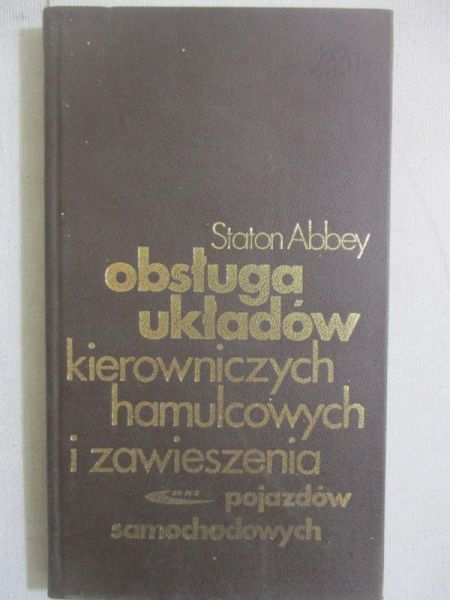 Staton Abbey
obsługa
układów
kierowniczych
hamulcowych
i zawieszenia
pojazdów
samochodowych